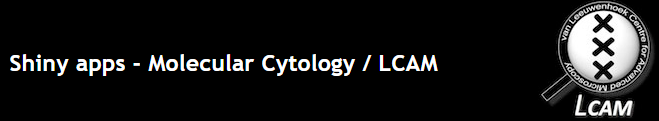 Shiny apps - Molecular Cytology / LCAM
van Leeuwenhoek Centre for Advanced Microscopy
LCAM